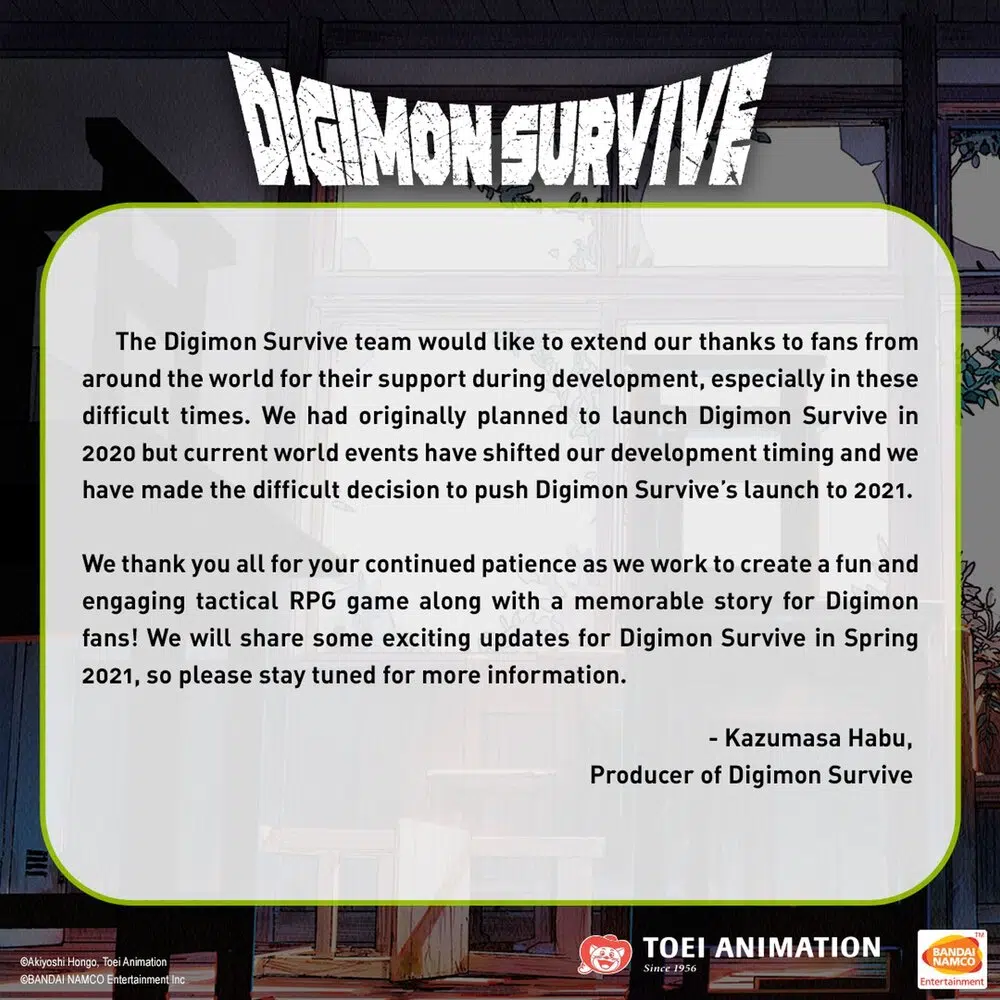 DIGIMON SURVIVE
The Digimon Survive team would like to extend our thanks to fans from
around the world for their support during development, especially in these
difficult times. We had originally planned to launch Digimon Survive in
2020 but current world events have shifted our development timing and we
have made the difficult decision to push Digimon Survive's launch to 2021.
We thank you all for your continued patience as we work to create a fun and
engaging tactical RPG game along with a memorable story for Digimon
fans! We will share some exciting updates for Digimon Survive in Spring
2021, so please stay tuned for more information.
- Kazumasa Habu,
Producer of Digimon Survive
©Akiyoshi Hongo, Toei Animation
©BANDAI NAMCO Entertainment Inc
TOEI ANIMATION
Since 1956
BANDAI
NAMCO
Entertainment
TM